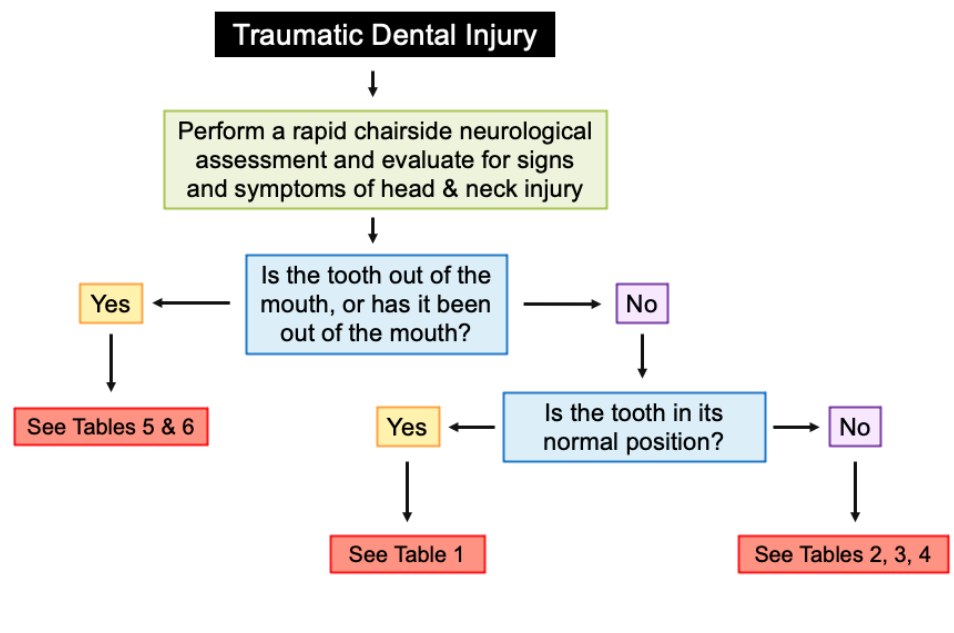 Traumatic Dental Injury
Perform a rapid chairside neurological
assessment and evaluate for signs
and symptoms of head & neck injury
Is the tooth out of the
mouth, or has it been
out of the mouth?
Yes
No
See Tables 5 & 6
Is the tooth in its
normal position?
Yes
No
See Table 1
See Tables 2, 3, 4